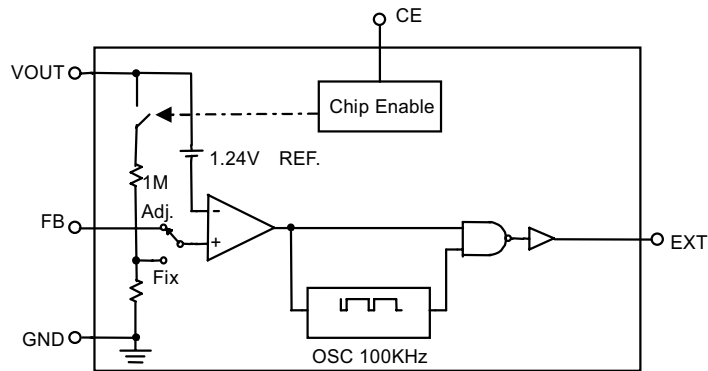 CE
VOUT
Chip Enable
1.24V REF.
1M
Adj.
FB
-
+
EXT
Fix
GND
OSC 100KHz